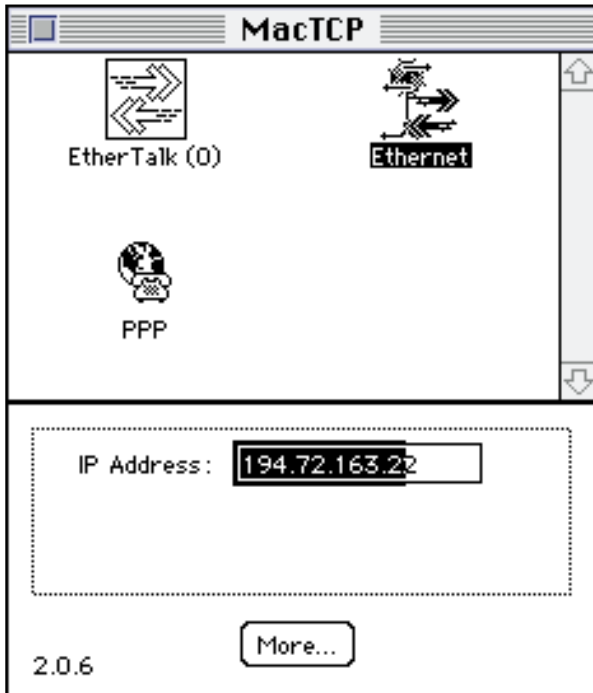 MacTCP
EtherTalk (0)
Ethernet
PPP
IP Address: 194.72.163.22
More...
2.0.6